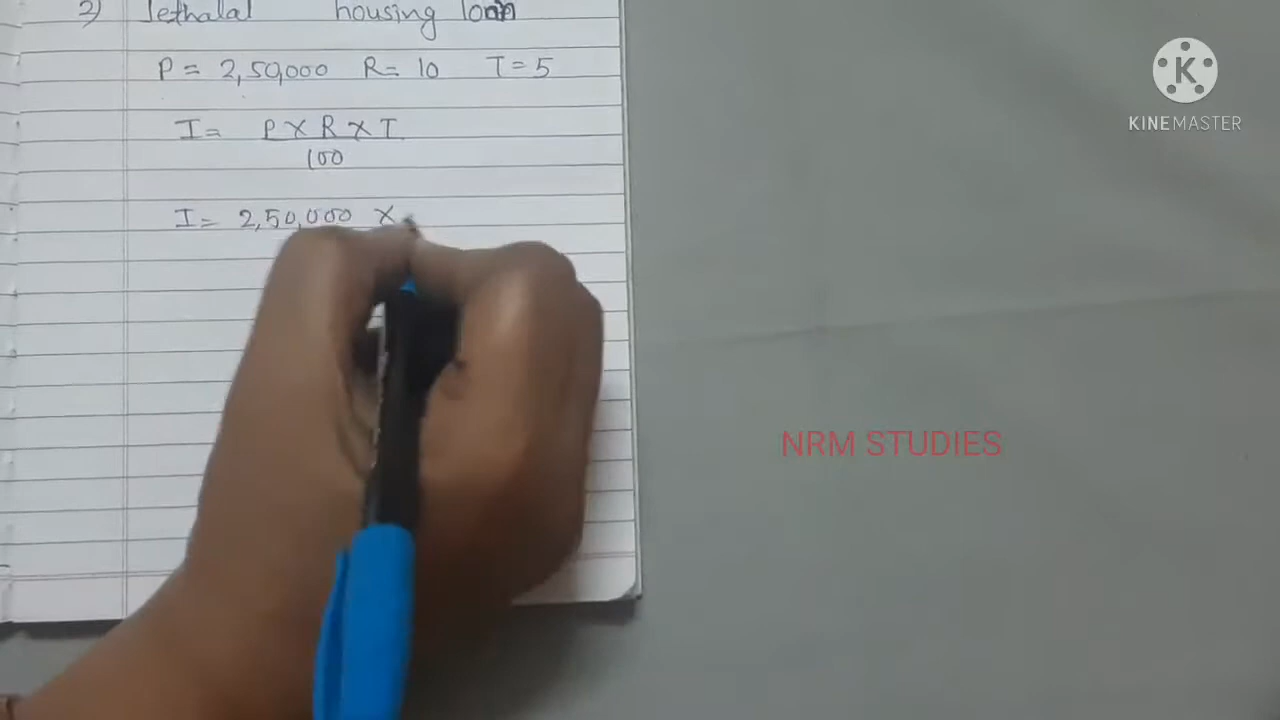 2) Jethalal housing loan
P = 2,50,000 R = 10 T = 5
I = P X R X T
100
I = 2,50,000 X
K
KINEMASTER
NRM STUDIES